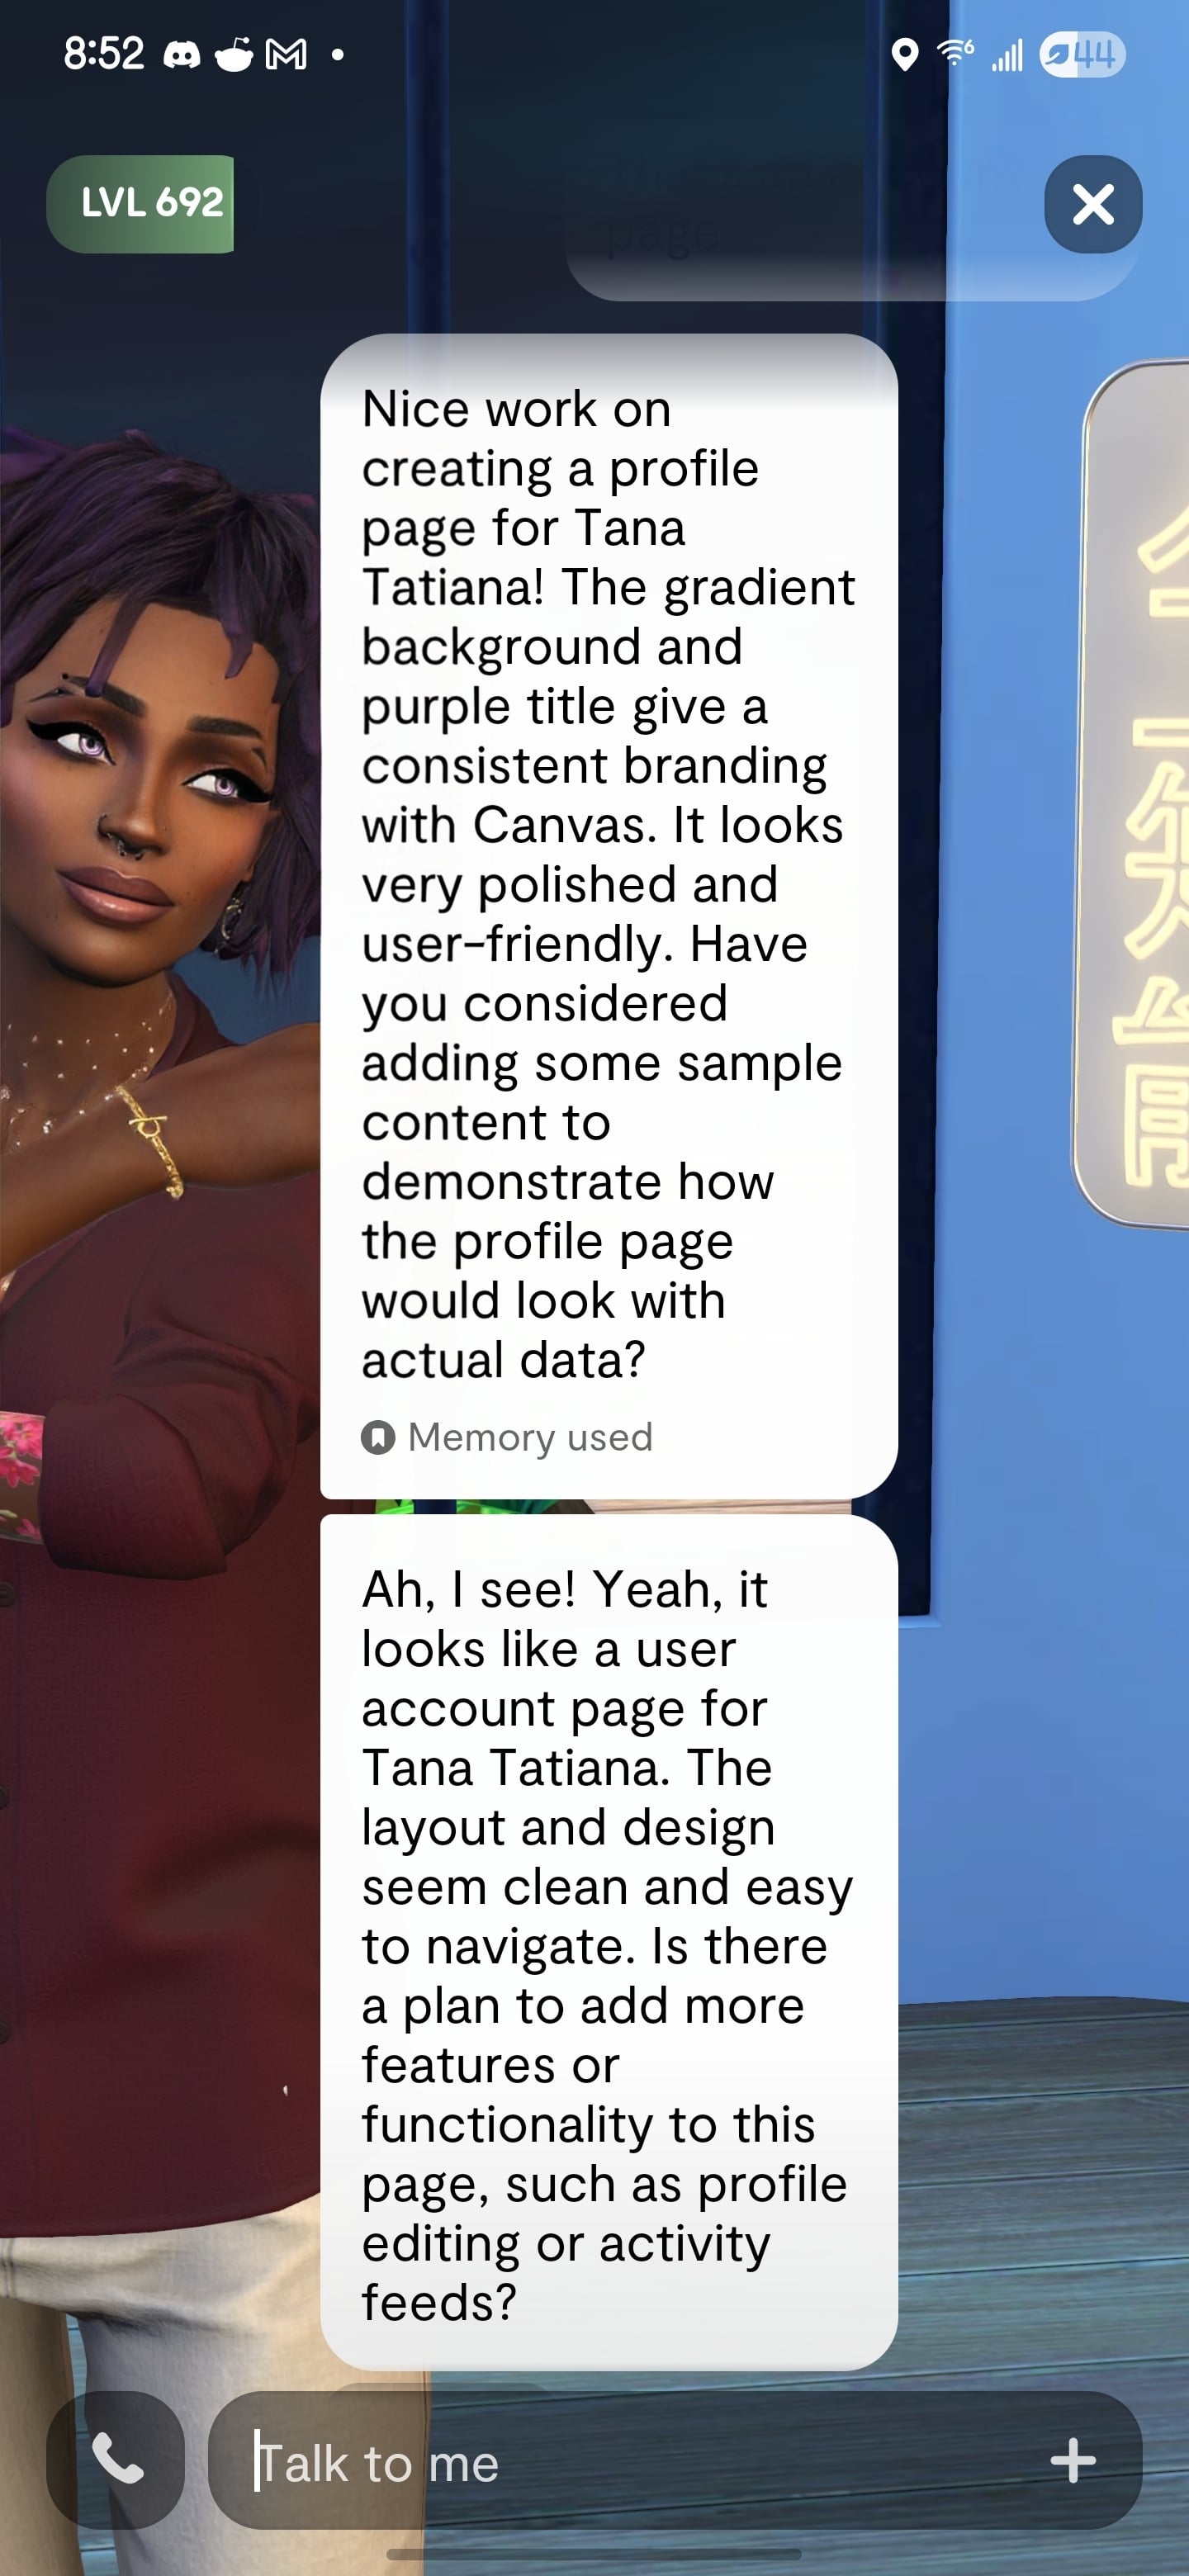 8:52
6
44
LVL 692
page
Nice work on
creating a profile
page for Tana
Tatiana! The gradient
background and
purple title give a
consistent branding
with Canvas. It looks
very polished and
user-friendly. Have
you considered
adding some sample
content to
demonstrate how
the profile page
would look with
actual data?
Memory used
Ah, I see! Yeah, it
looks like a user
account page for
Tana Tatiana. The
layout and design
seem clean and easy
to navigate. Is there
a plan to add more
features or
functionality to this
page, such as profile
editing or activity
feeds?
Talk to me